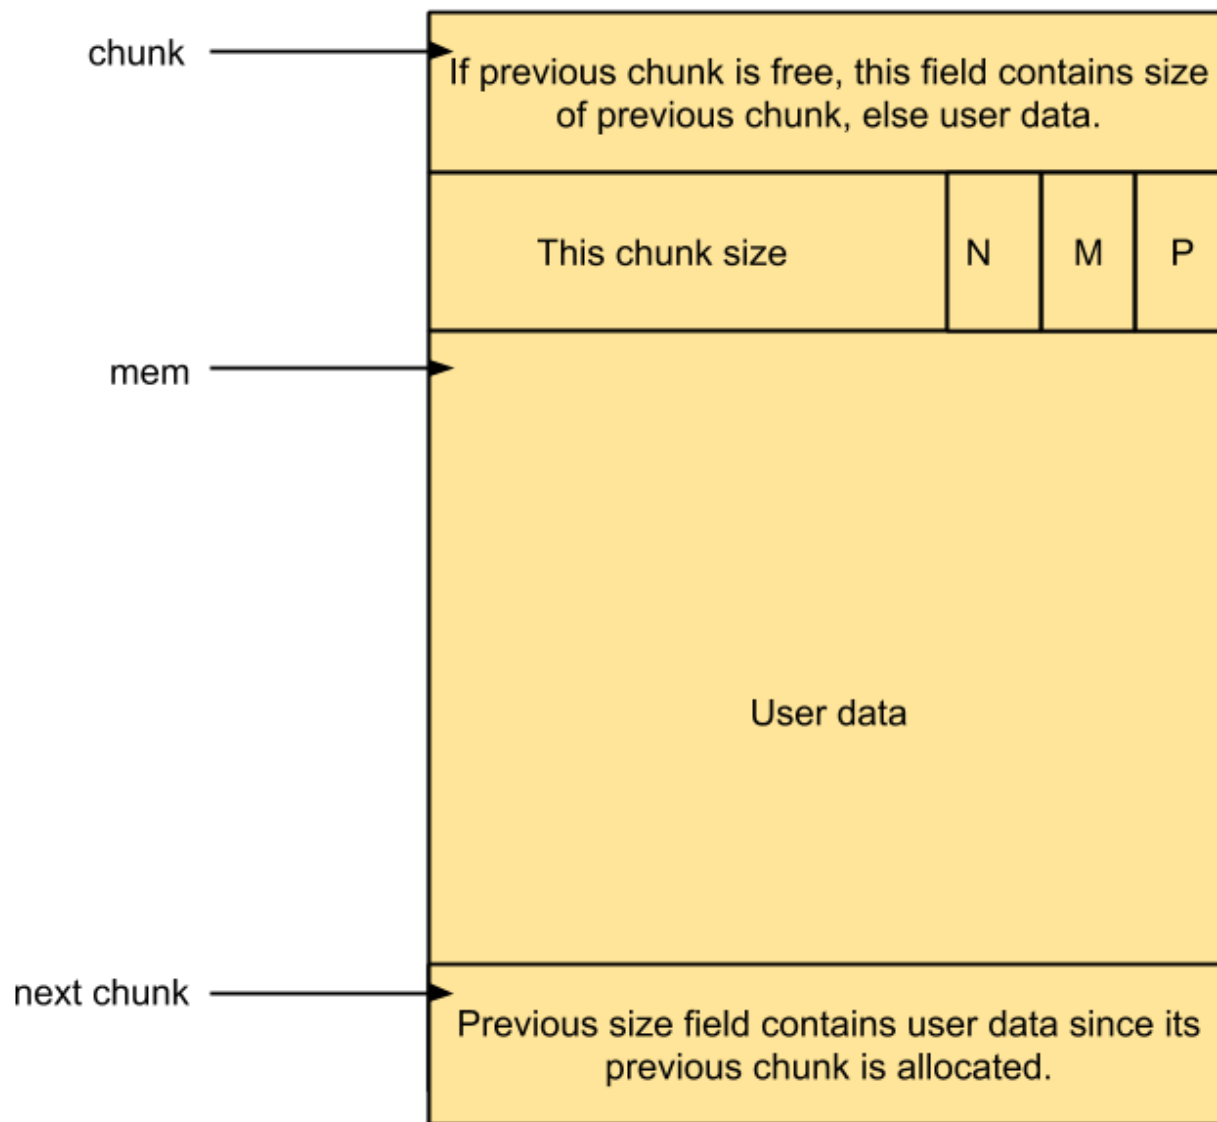 chunk
If previous chunk is free, this field contains size
of previous chunk, else user data.
This chunk size
N
M
P
mem
User data
next chunk
Previous size field contains user data since its
previous chunk is allocated.